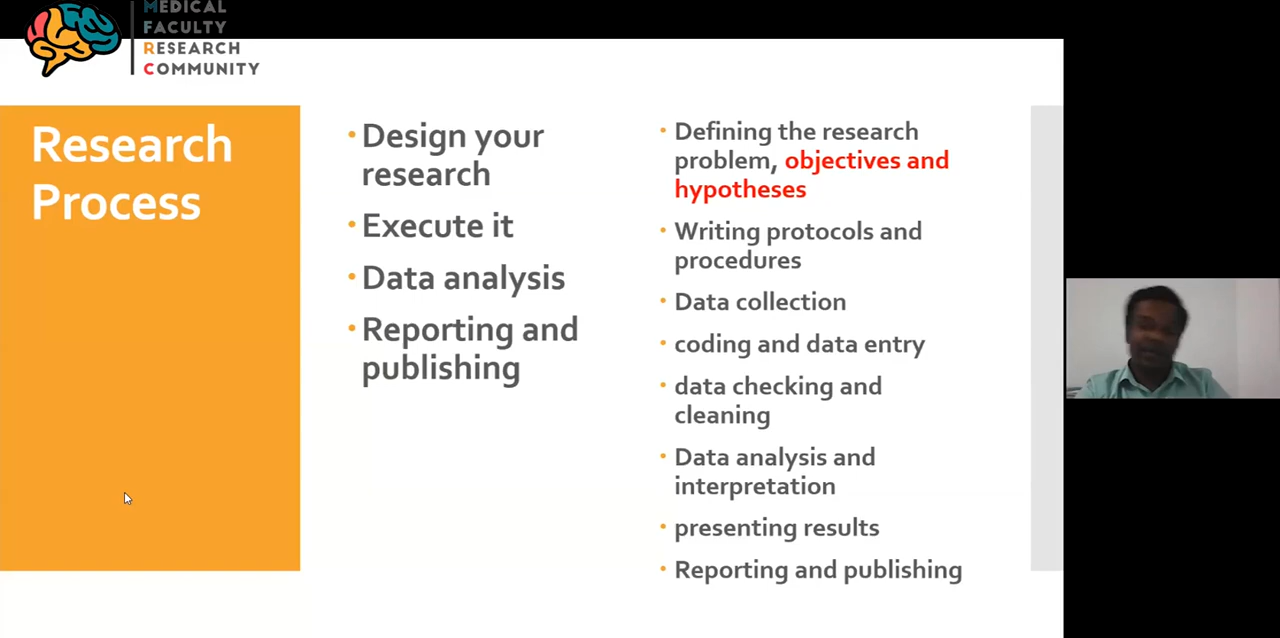 MEDICAL
FACULTY
RESEARCH
COMMUNITY
Research
Process
• Design your
research
• Execute it
• Data analysis
• Reporting and
publishing
• Defining the research
problem, objectives and
hypotheses
• Writing protocols and
procedures
• Data collection
• coding and data entry
• data checking and
cleaning
• Data analysis and
interpretation
• presenting results
• Reporting and publishing